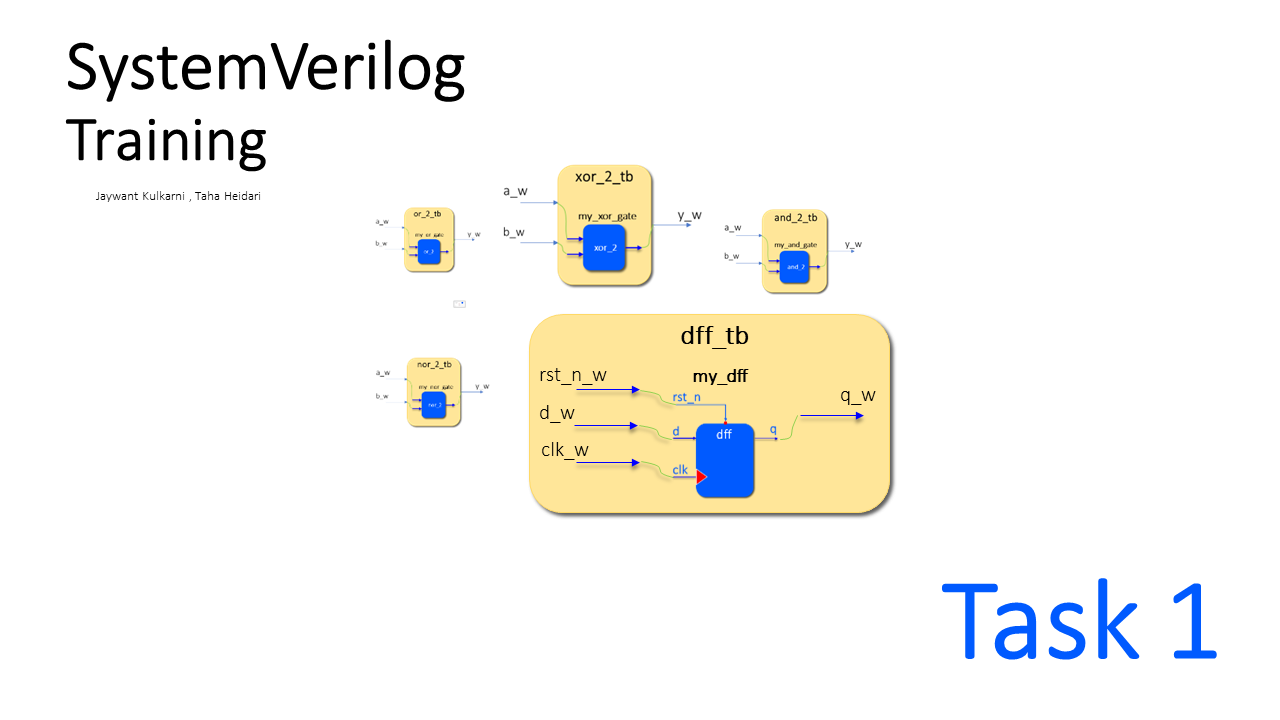 SystemVerilog
Training
Jaywant Kulkarni , Taha Heidari
or_2_tb
a_w
my_or_gate
y_w
b_w
or_2
xor_2_tb
a_w
my_xor_gate
y_w
b_w
xor_2
and_2_tb
a_w
my_and_gate
y_w
b_w
and_2
nor_2_tb
a_w
my_nor_gate
y_w
b_w
nor_2
dff_tb
rst_n_w
my_dff
rst_n
q_w
d_w
d
dff
q
clk_w
clk
Task 1